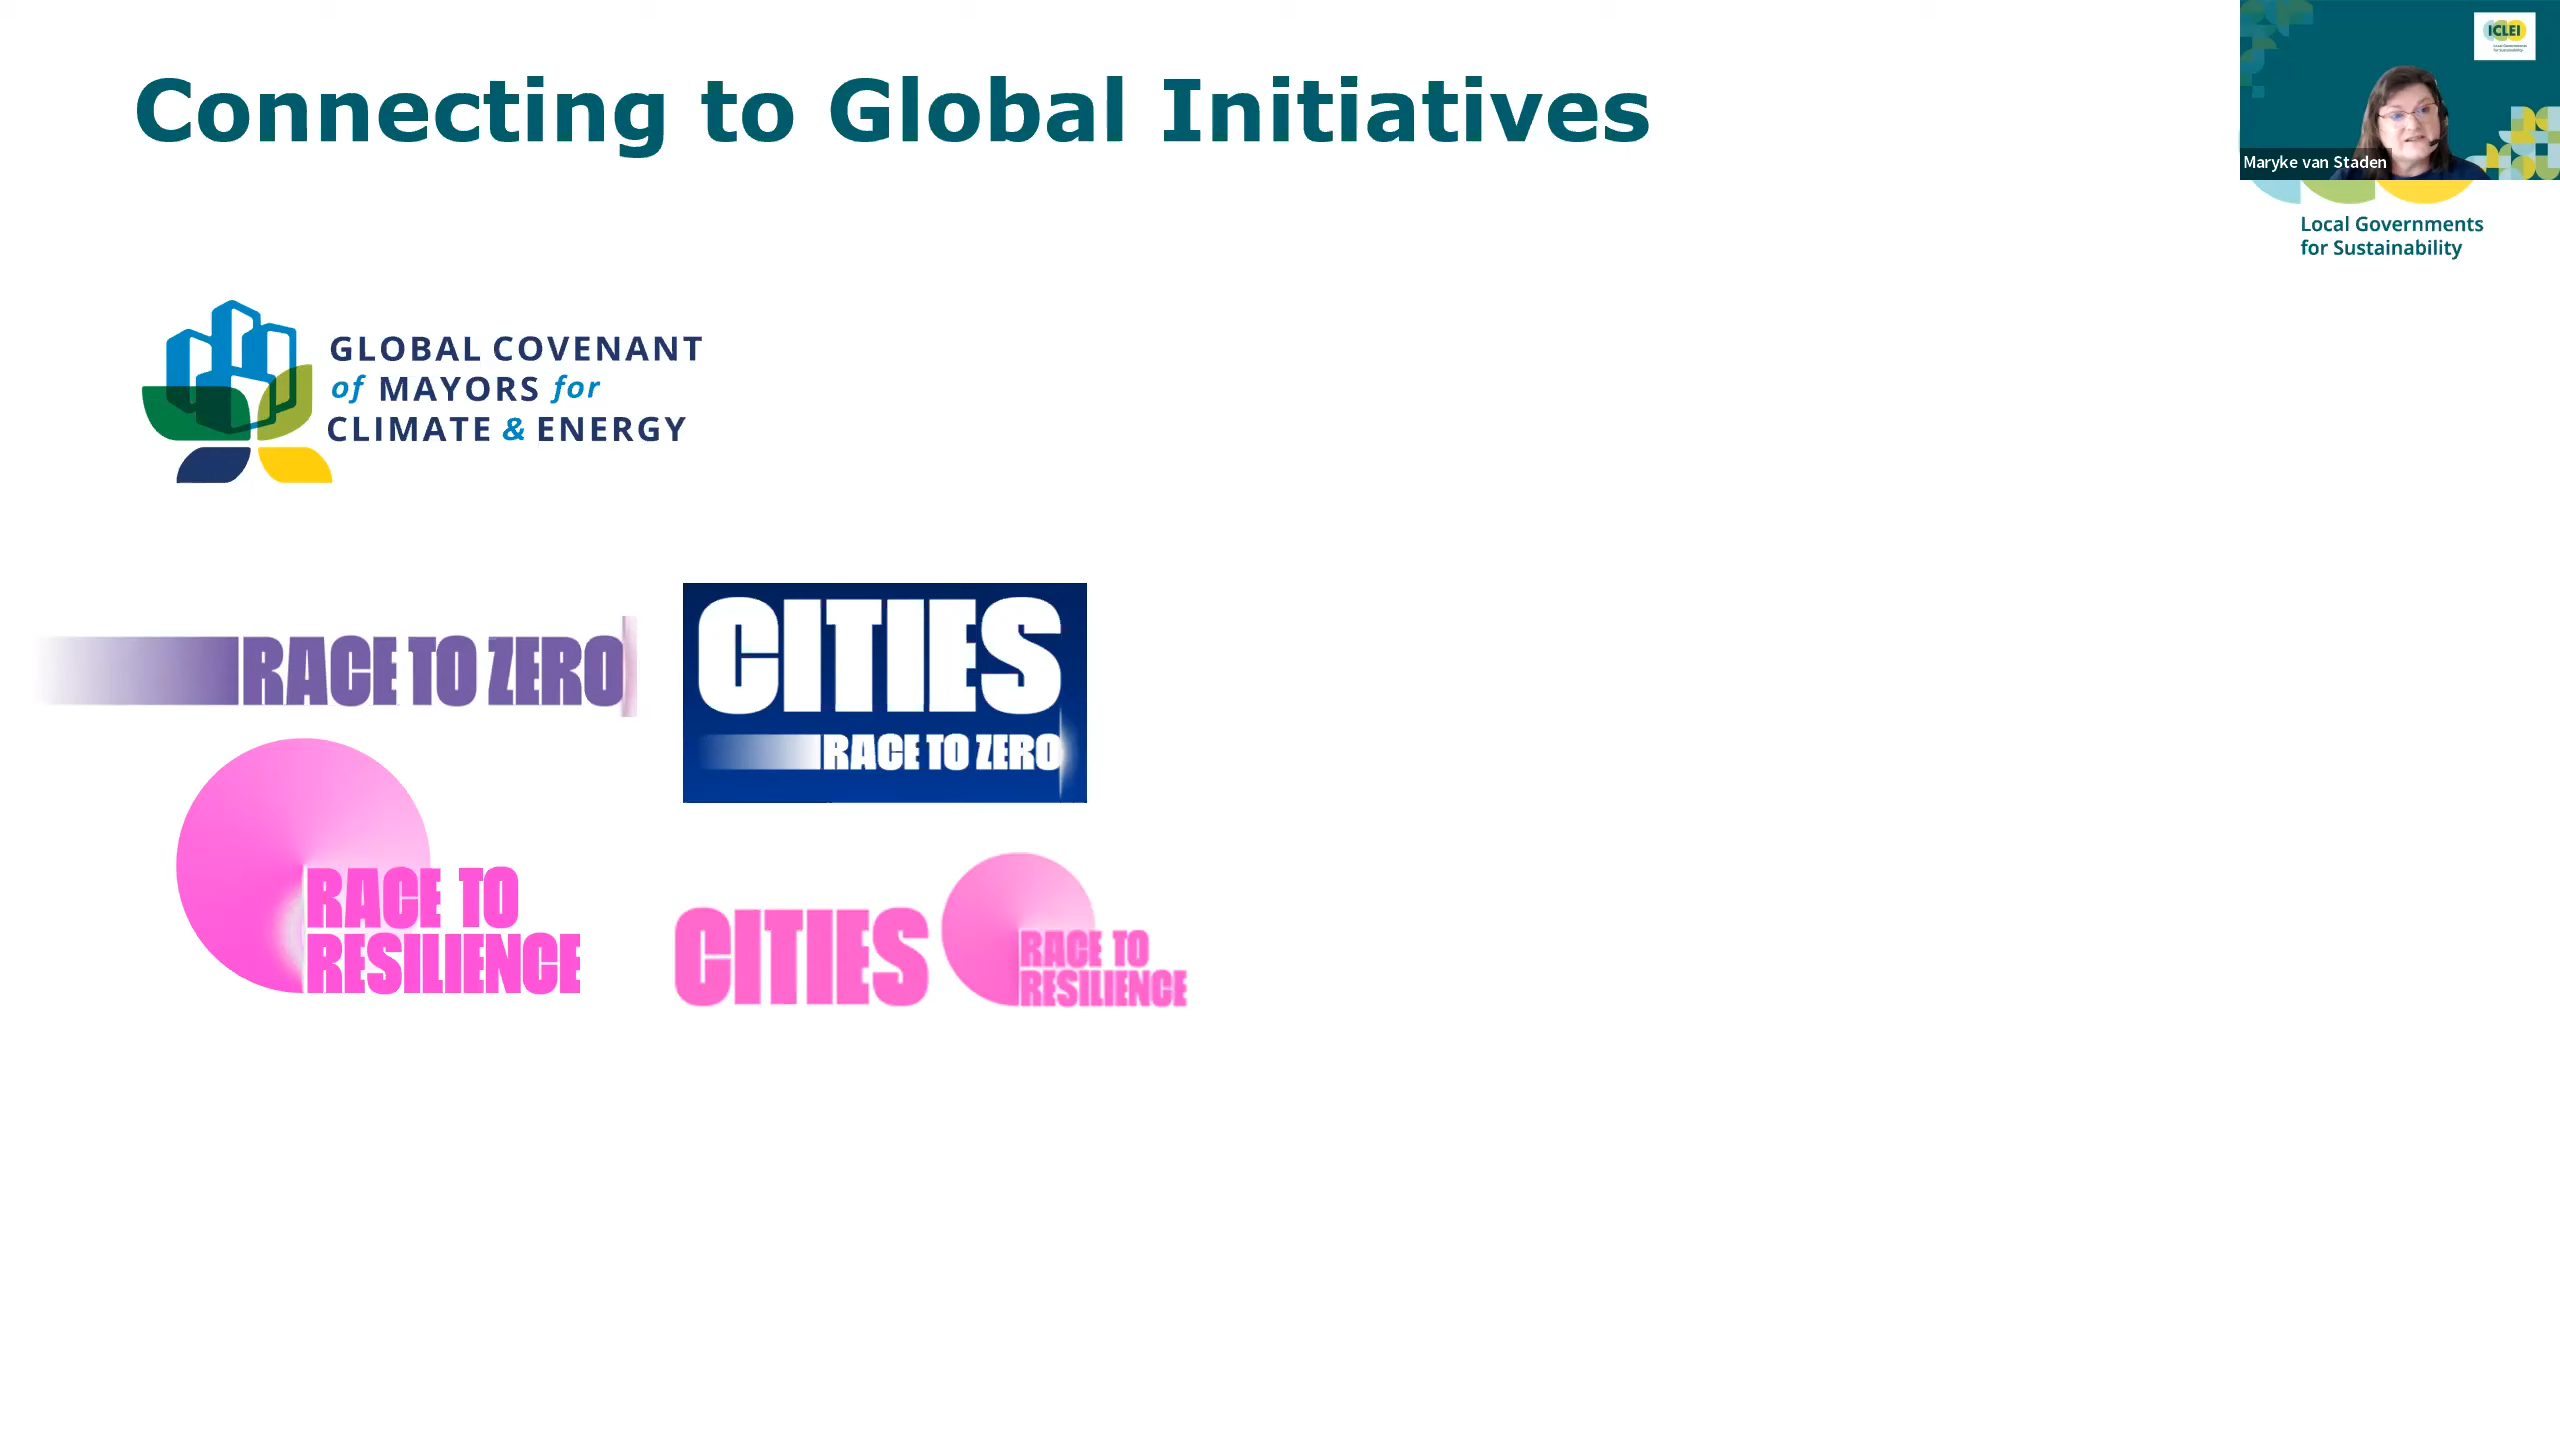 Connecting to Global Initiatives
ICLEI
Maryke van Staden
Local Governments
for Sustainability
GLOBAL COVENANT
of MAYORS for
CLIMATE & ENERGY
RACE TO ZERO
CITIES
RACE TO ZERO
RACE TO
RESILIENCE
CITIES
RACE TO
RESILIENCE